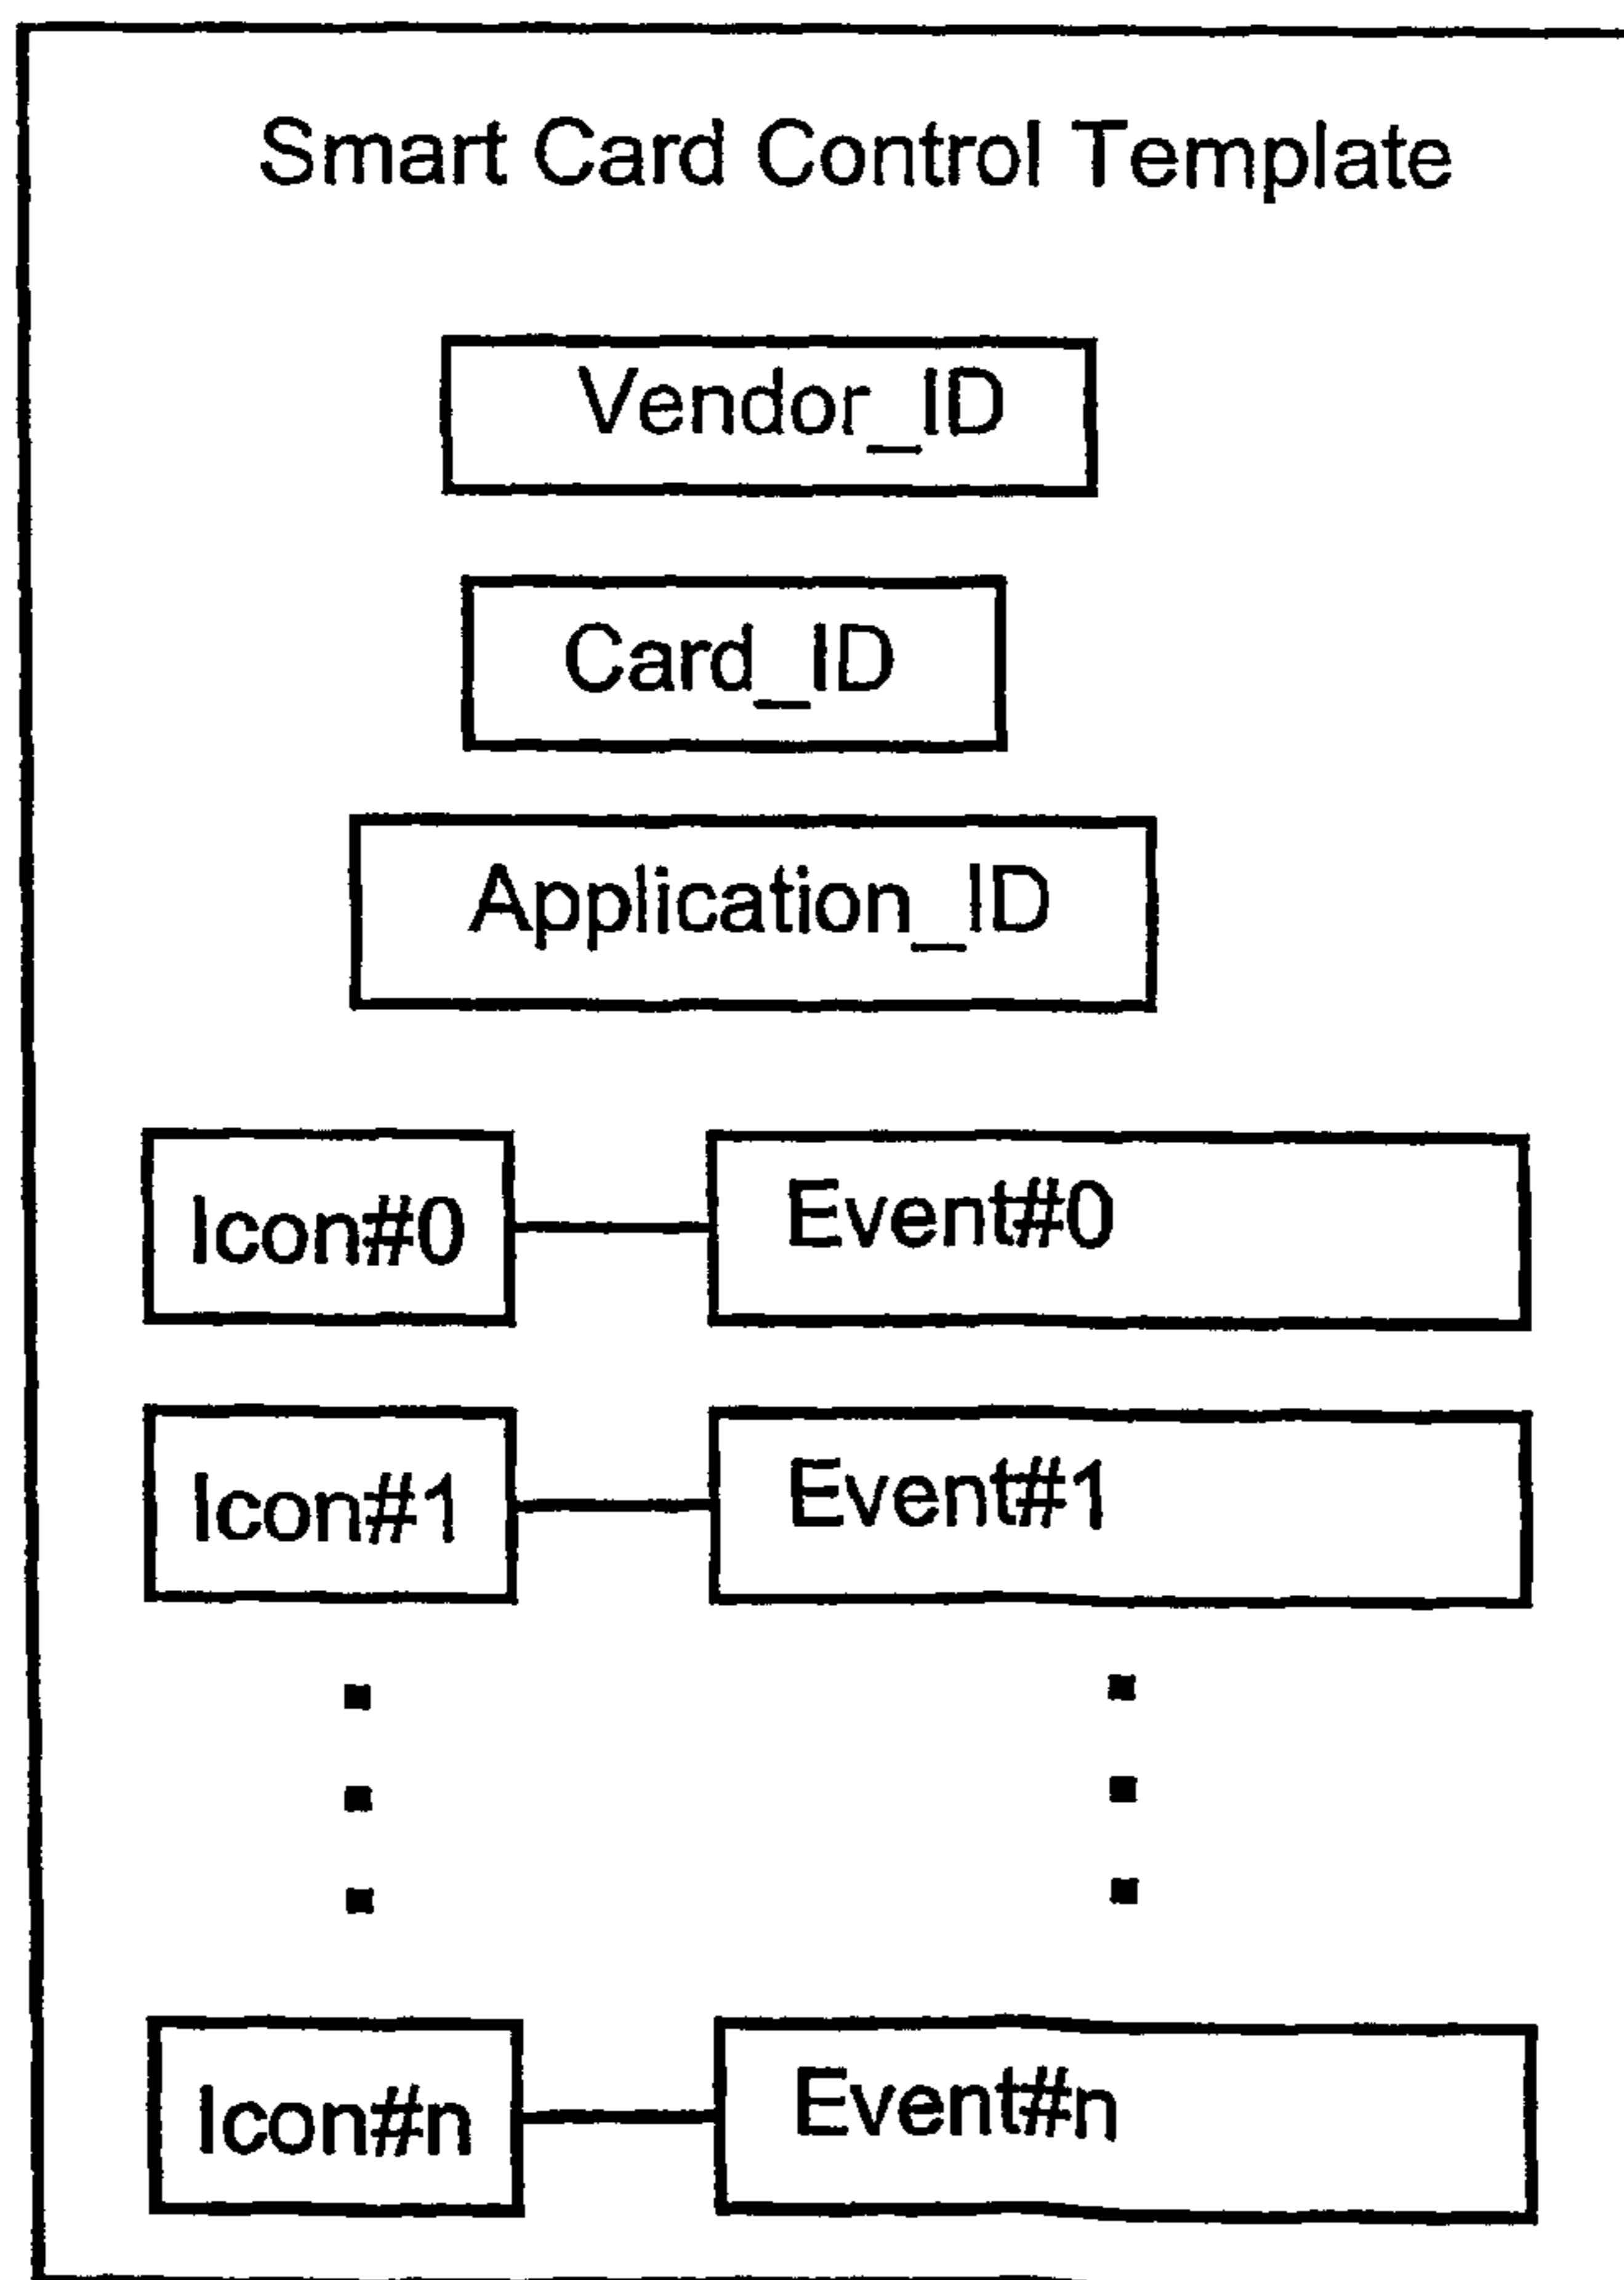 Smart Card Control Template
Vendor_ID
Card_ID
Application_ID
Icon#0 Event#0
Icon#1 Event#1
Icon#n Event#n